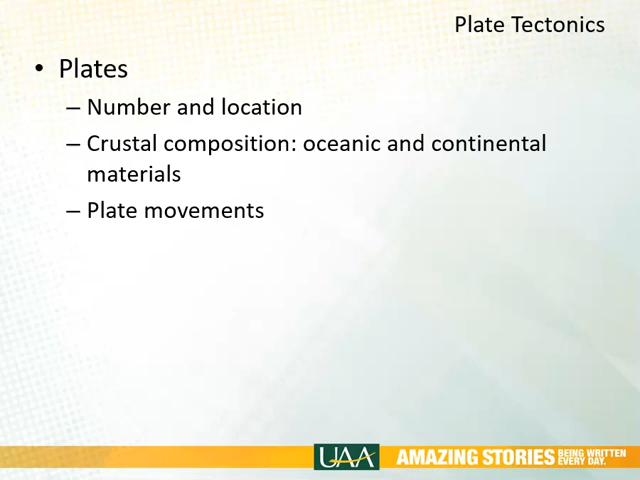 Plate Tectonics
• Plates
– Number and location
– Crustal composition: oceanic and continental
materials
– Plate movements
UAA AMAZING STORIES BEING WRITTEN
EVERY DAY.